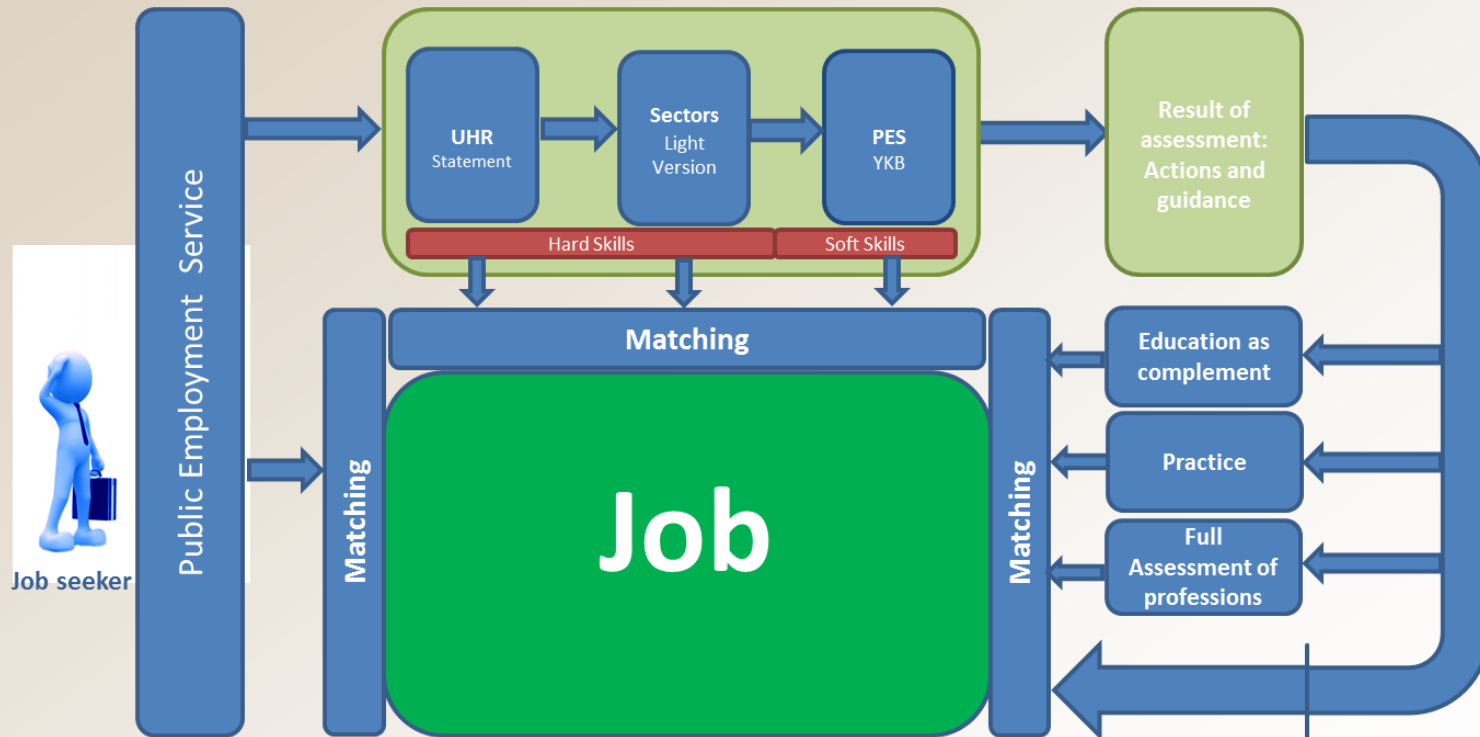 Job seeker
Public Employment Service
UHR
Statement
Sectors
Light
Version
PES
YKB
Hard Skills
Soft Skills
Result of
assessment:
Actions and
guidance
Matching
Matching
Job
Matching
Education as
complement
Practice
Full
Assessment of
professions